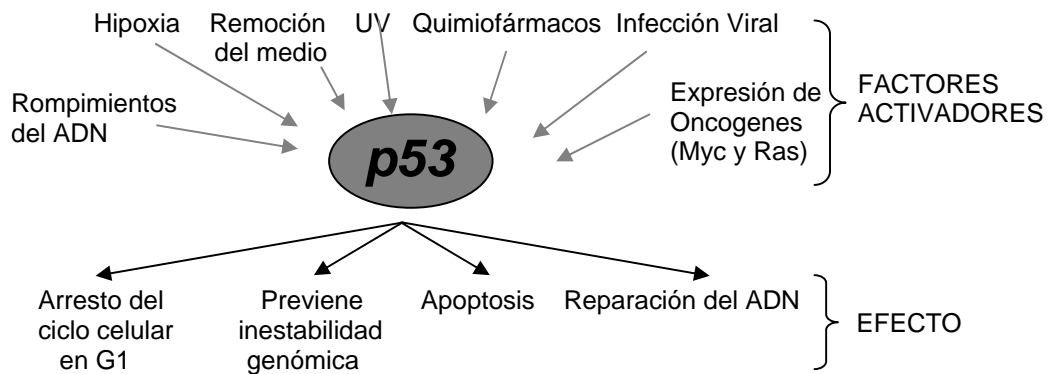 Hipoxia
Remoción
del medio
UV
Quimiofármacos
Infección Viral
Rompimientos
del ADN
Expresión de
Oncogenes
(Myc y Ras)
FACTORES
ACTIVADORES
p53
Arresto del
ciclo celular
en G1
Previene
inestabilidad
genómica
Apoptosis
Reparación del ADN
EFECTO